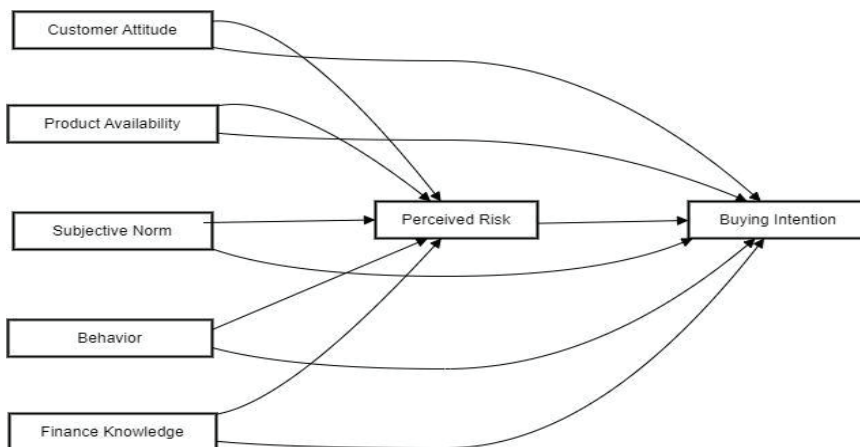 Customer Attitude
Product Availability
Subjective Norm
Perceived Risk
Buying Intention
Behavior
Finance Knowledge